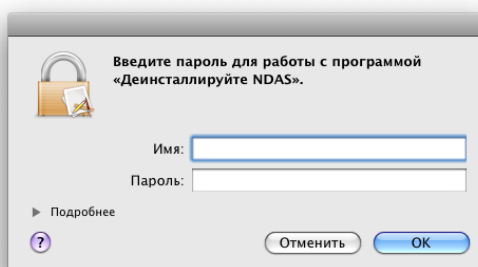 Введите пароль для работы с программой
«Деинсталлируйте NDAS».
Имя:
Пароль:
Подробнее
?
Отменить
OK